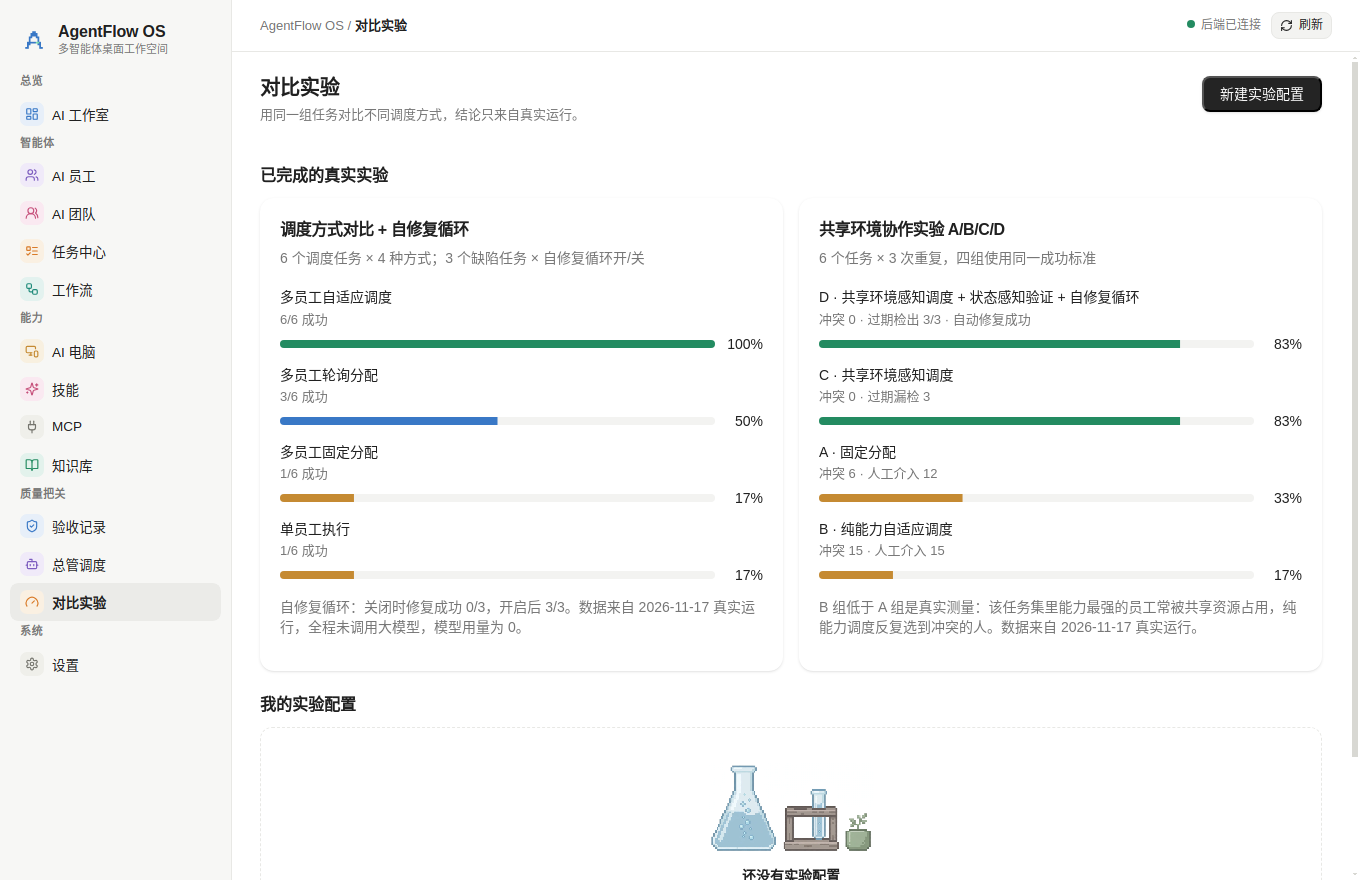 AgentFlow OS
多智能体桌面工作空间
总览
AI 工作室
智能体
AI 员工
AI 团队
任务中心
工作流
能力
AI 电脑
技能
MCP
知识库
质量把关
验收记录
总管调度
对比实验
系统
设置
AgentFlow OS / 对比实验
后端已连接
刷新
对比实验
用同一组任务对比不同调度方式，结论只来自真实运行。
新建实验配置
已完成的真实实验
调度方式对比 + 自修复循环
6 个调度任务 × 4 种方式；3 个缺陷任务 × 自修复循环开/关
多员工自适应调度
6/6 成功
100%
多员工轮询分配
3/6 成功
50%
多员工固定分配
1/6 成功
17%
单员工执行
1/6 成功
17%
自修复循环：关闭时修复成功 0/3，开启后 3/3。数据来自 2026-11-17 真实运
行，全程未调用大模型，模型用量为 0。
共享环境协作实验 A/B/C/D
6 个任务 × 3 次重复，四组使用同一成功标准
D · 共享环境感知调度 + 状态感知验证 + 自修复循环
冲突 0 · 过期检出 3/3 · 自动修复成功
83%
C · 共享环境感知调度
冲突 0 · 过期漏检 3
83%
A · 固定分配
冲突 6 · 人工介入 12
33%
B · 纯能力自适应调度
冲突 15 · 人工介入 15
17%
B 组低于 A 组是真实测量：该任务集里能力最强的员工常被共享资源占用，纯
能力调度反复选到冲突的人。数据来自 2026-11-17 真实运行。
我的实验配置
还没有实验配置